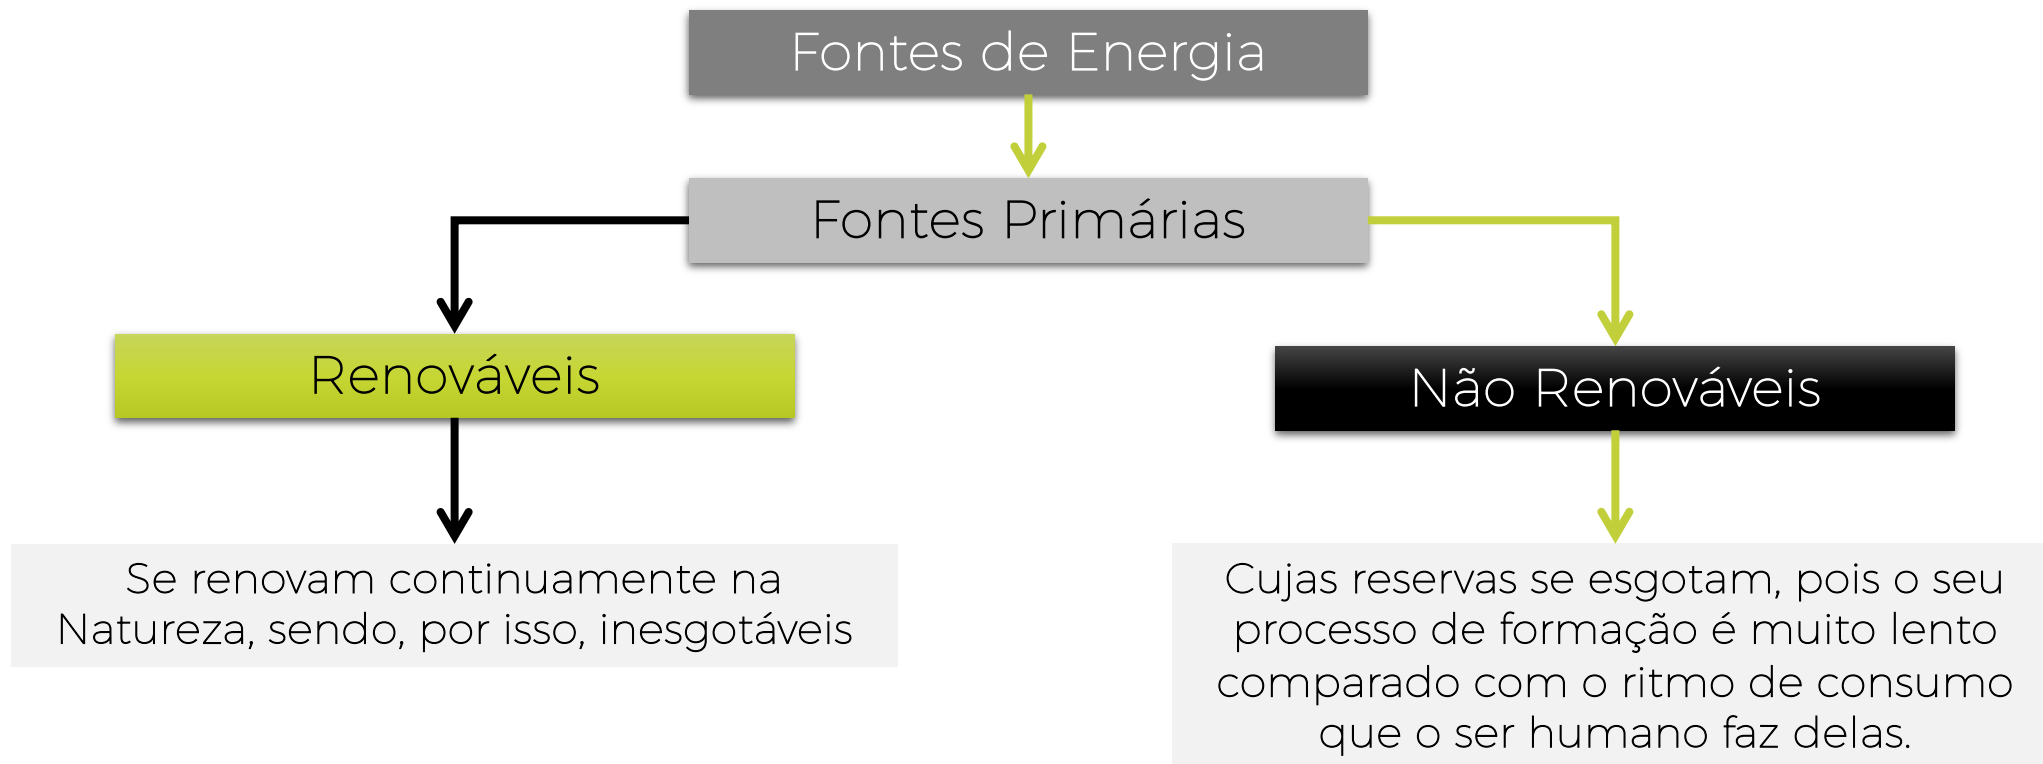 Fontes de Energia
Fontes Primárias
Renováveis
Não Renováveis
Se renovam continuamente na
Natureza, sendo, por isso, inesgotáveis
Cujas reservas se esgotam, pois o seu
processo de formação é muito lento
comparado com o ritmo de consumo
que o ser humano faz delas.